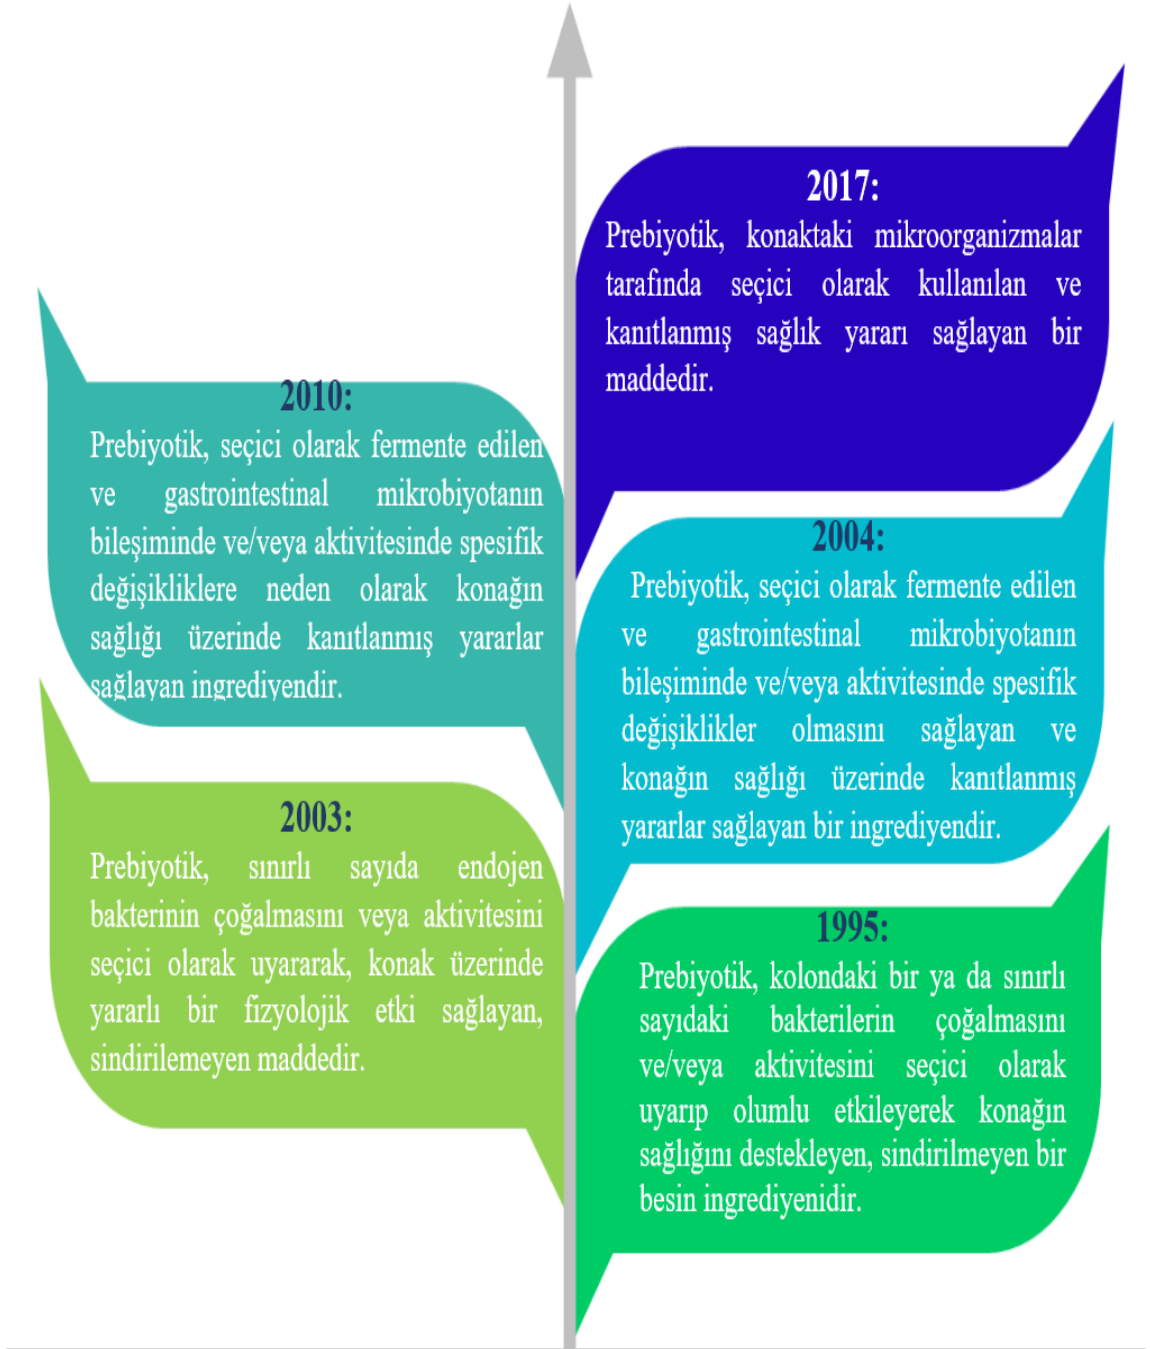 2017:
Prebiyotik, konaktaki mikroorganizmalar
tarafında seçici olarak kullanılan ve
kanıtlanmış sağlık yararı sağlayan bir
maddedir.
2010:
Prebiyotik, seçici olarak fermente edilen
ve gastrointestinal mikrobiyotanın
bileşiminde ve/veya aktivitesinde spesifik
değişikliklere neden olarak konağın
sağlığı üzerinde kanıtlanmış yararlar
sağlayan ingrediyendir.
2004:
Prebiyotik, seçici olarak fermente edilen
ve gastrointestinal mikrobiyotanın
bileşiminde ve/veya aktivitesinde spesifik
değişiklikler olmasını sağlayan ve
konağın sağlığı üzerinde kanıtlanmış
yararlar sağlayan bir ingrediyendir.
2003:
Prebiyotik, sınırlı sayıda endojen
bakterinin çoğalmasını veya aktivitesini
seçici olarak uyararak, konak üzerinde
yararlı bir fizyolojik etki sağlayan,
sindirilemeyen maddedir.
1995:
Prebiyotik, kolondaki bir ya da sınırlı
sayıdaki bakterilerin çoğalmasını
ve/veya aktivitesini seçici olarak
uyarıp olumlu etkileyerek konağın
sağlığını destekleyen, sindirilmeyen bir
besin ingrediyenidir.